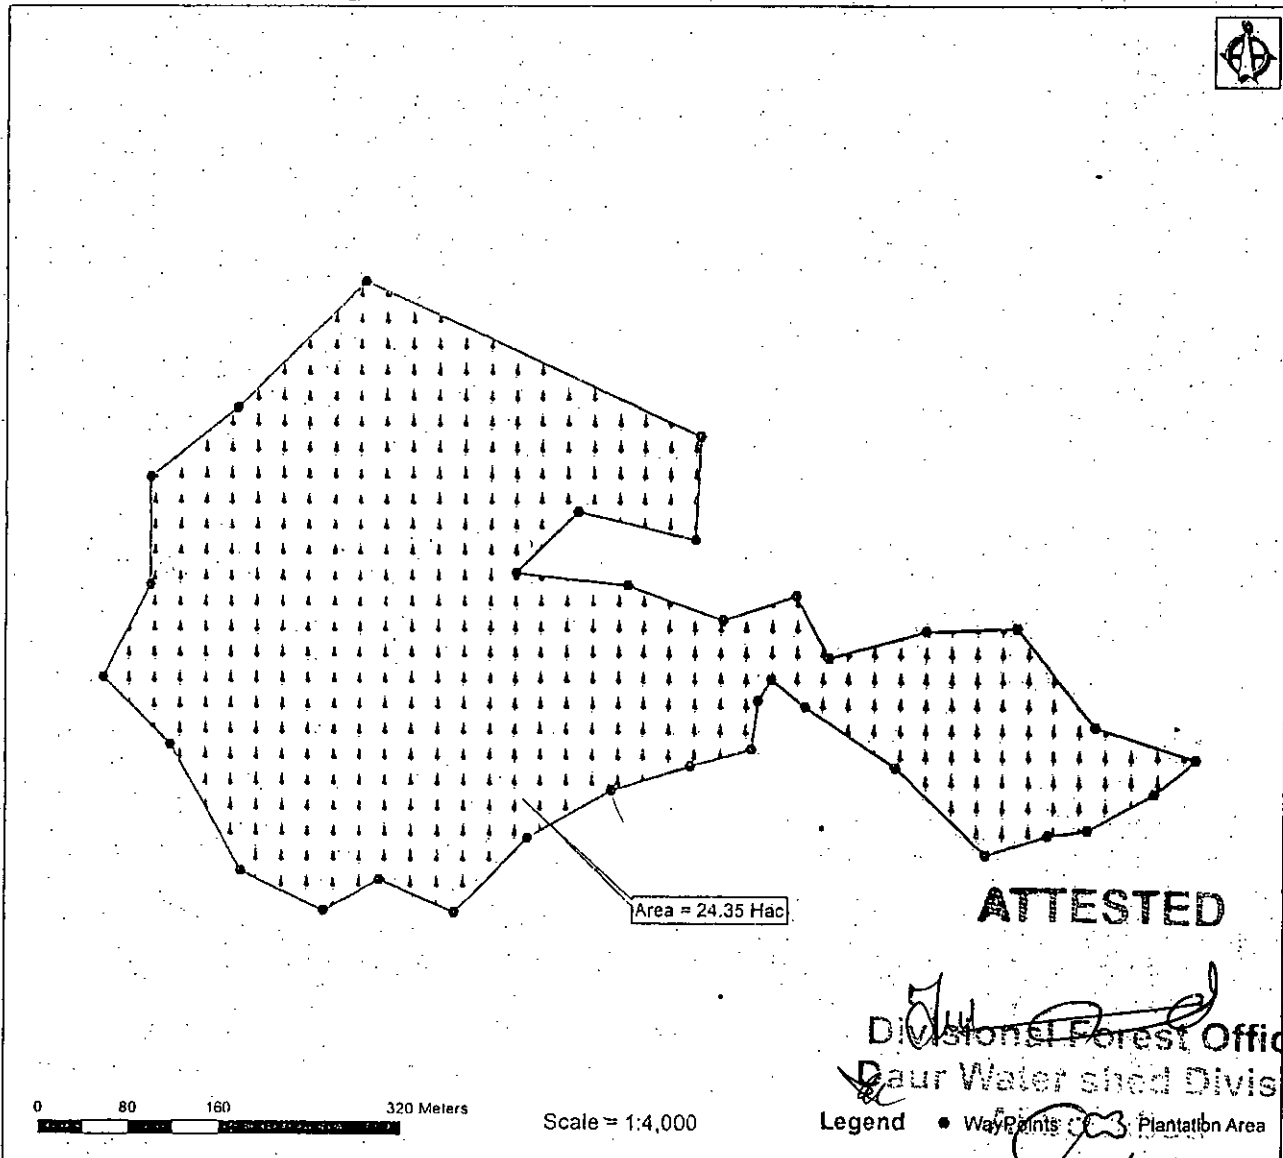 Area = 24.35 Hac
ATTESTED
Divisional Forest Offic
Daur Water shed Divis
0 80 160 320 Meters
Scale = 1:4,000
Legend WayPoints Plantation Area